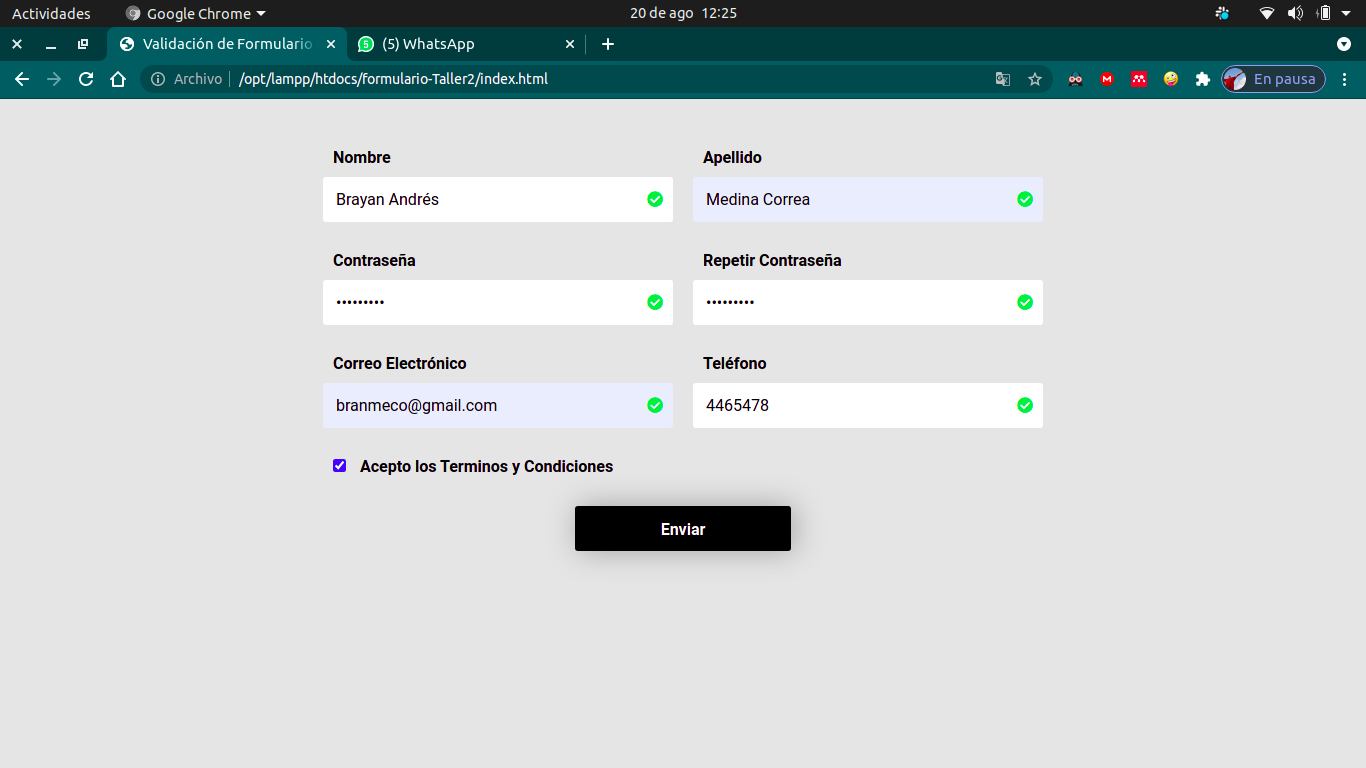 Actividades Google Chrome 20 de ago 12:25
Validación de Formulario (5) WhatsApp
Archivo /opt/lampp/htdocs/formulario-Taller2/index.html En pausa
Nombre Apellido
Brayan Andrés Medina Correa
Contraseña Repetir Contraseña
••••••••• •••••••••
Correo Electrónico Teléfono
branmeco@gmail.com 4465478
Acepto los Terminos y Condiciones
Enviar